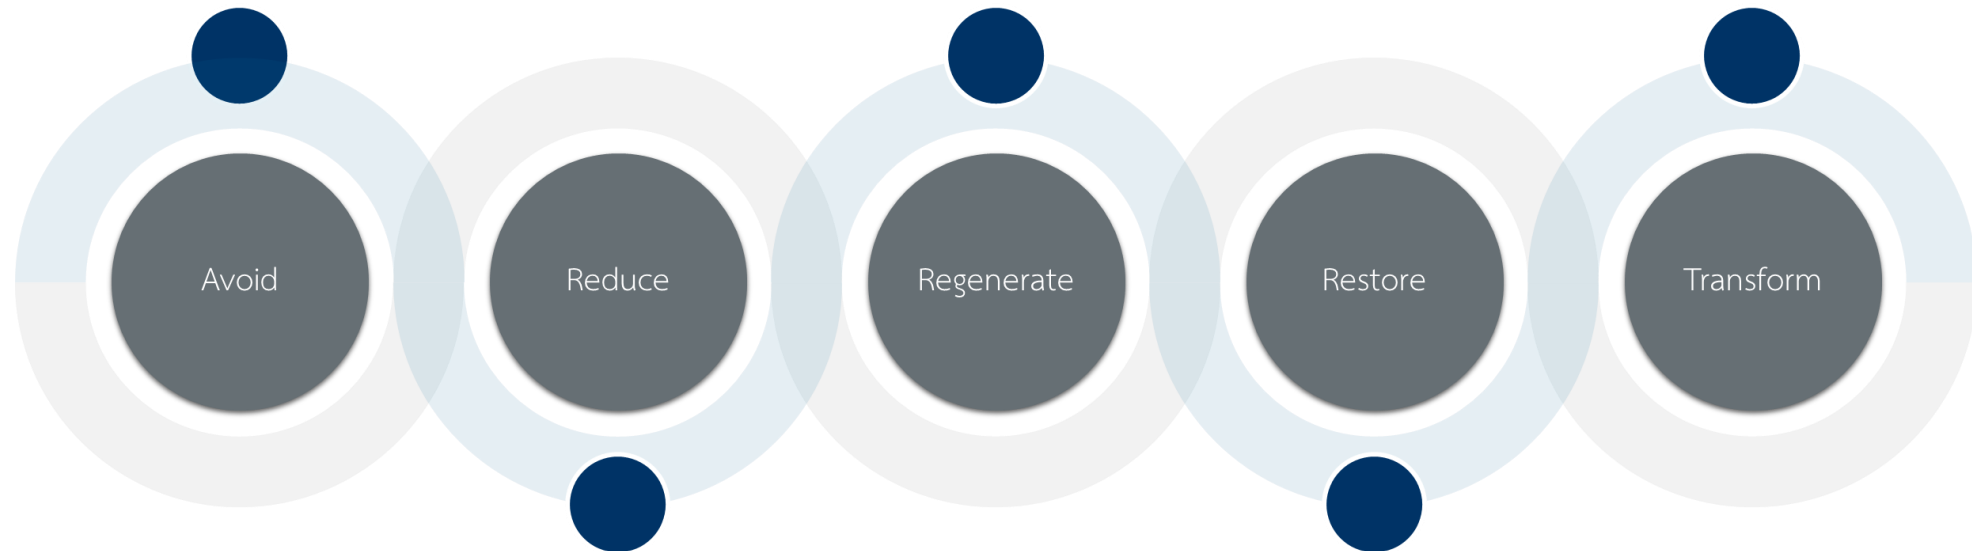 Avoid
Reduce
Regenerate
Restore
Transform